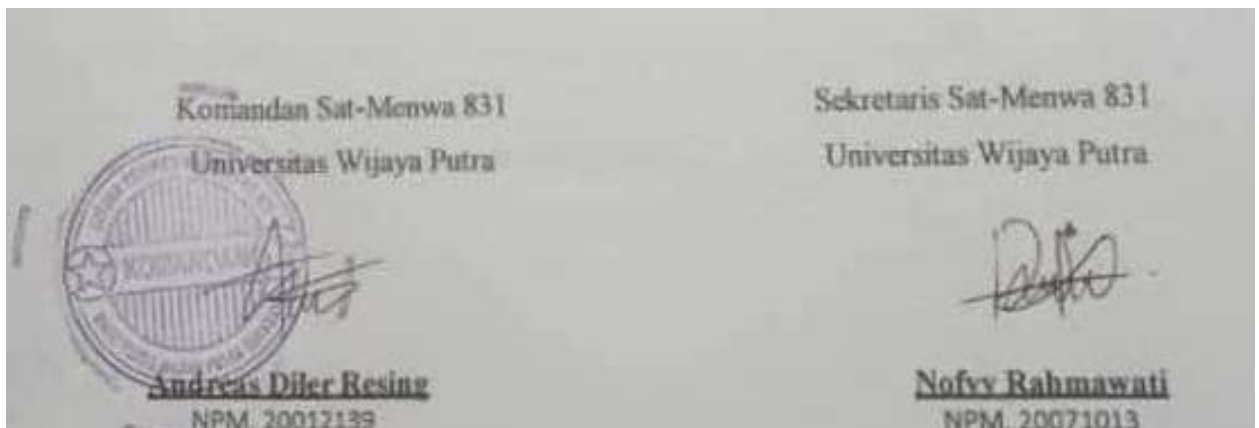 Komandan Sat-Menwa 831
Universitas Wijaya Putra
KOMANDAN
Andreas Diler Resing
NPM. 20012139
Sekretaris Sat-Menwa 831
Universitas Wijaya Putra
Nofvy Rahmawati
NPM. 20071013